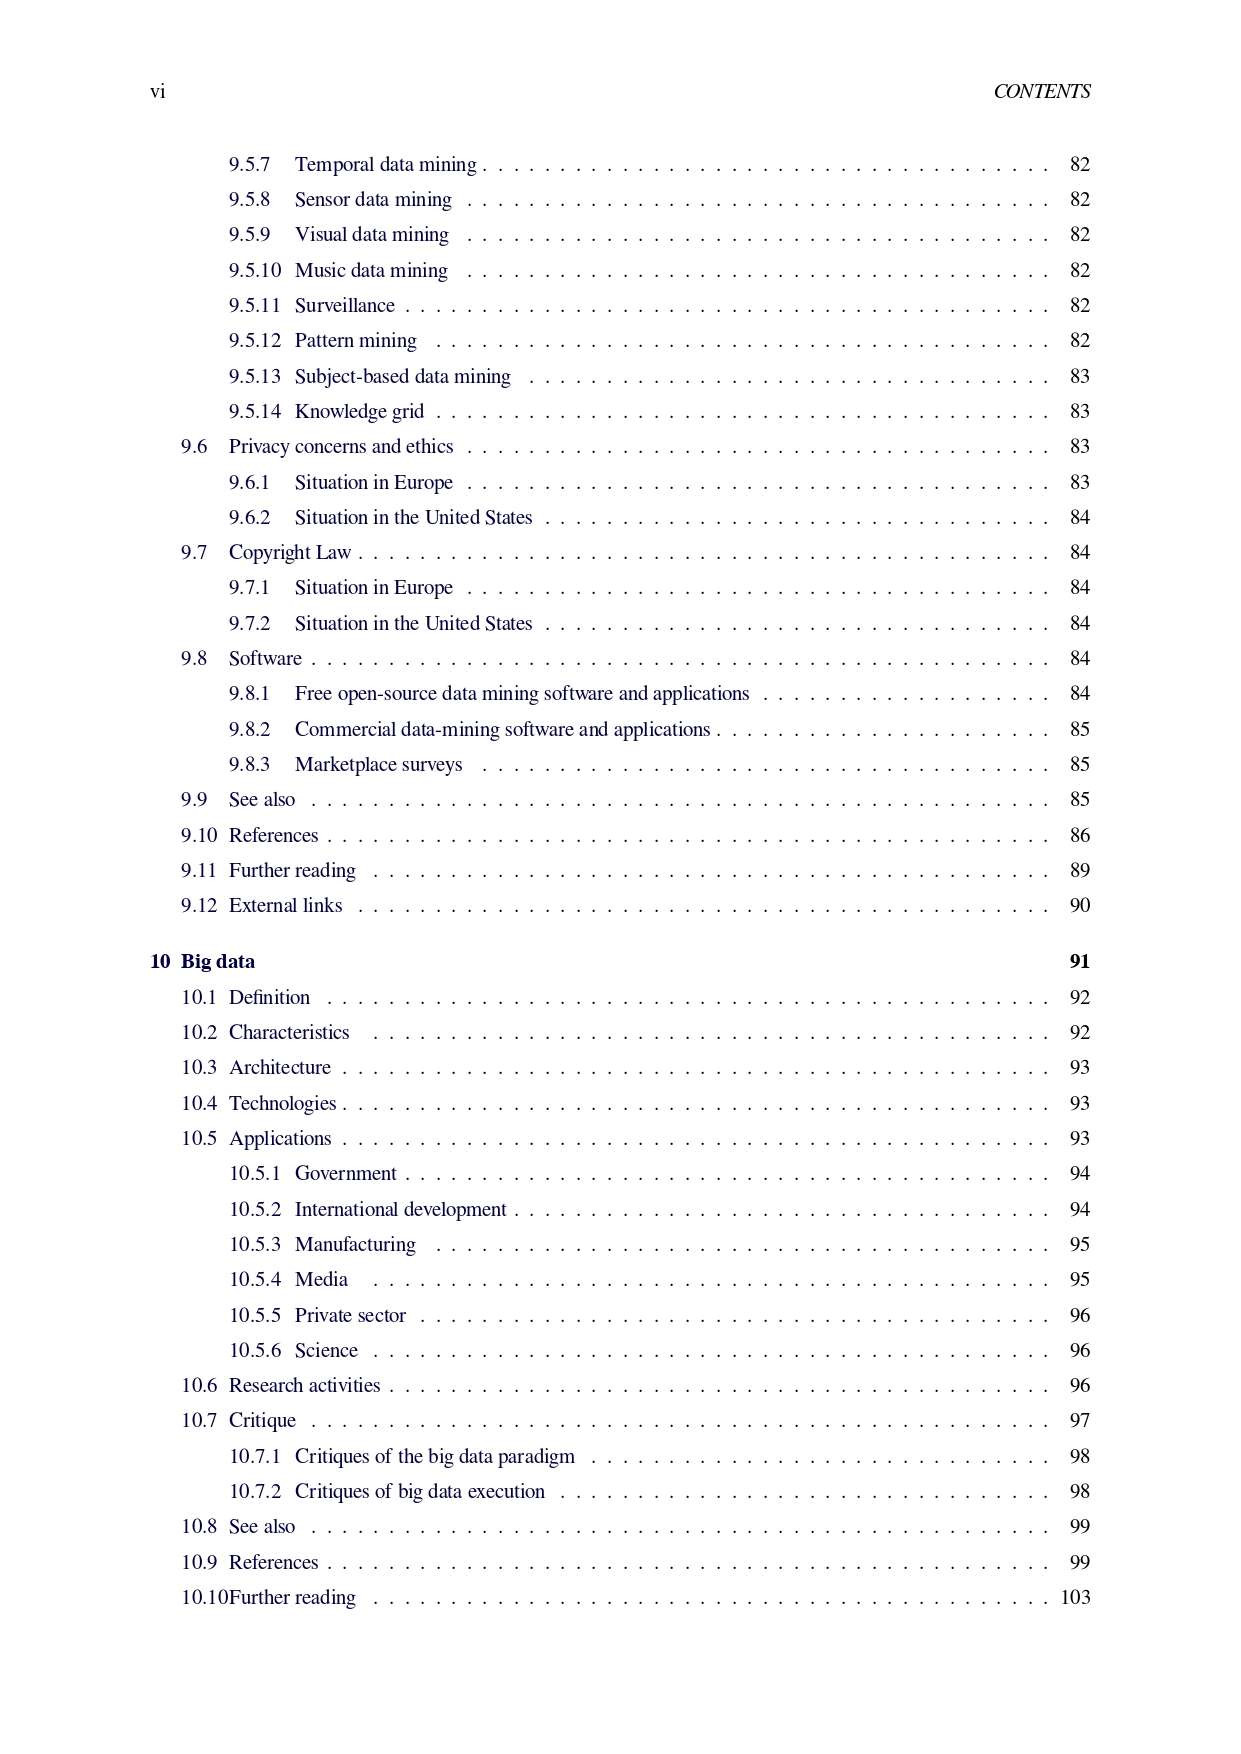 vi CONTENTS
9.5.7 Temporal data mining . . . . . . . . . . . . . . . . . . . . . . . . . . . . . . . . . . . . . 82
9.5.8 Sensor data mining . . . . . . . . . . . . . . . . . . . . . . . . . . . . . . . . . . . . . . 82
9.5.9 Visual data mining . . . . . . . . . . . . . . . . . . . . . . . . . . . . . . . . . . . . . . 82
9.5.10 Music data mining . . . . . . . . . . . . . . . . . . . . . . . . . . . . . . . . . . . . . . 82
9.5.11 Surveillance . . . . . . . . . . . . . . . . . . . . . . . . . . . . . . . . . . . . . . . . . . 82
9.5.12 Pattern mining . . . . . . . . . . . . . . . . . . . . . . . . . . . . . . . . . . . . . . . . 82
9.5.13 Subject-based data mining . . . . . . . . . . . . . . . . . . . . . . . . . . . . . . . . . . 83
9.5.14 Knowledge grid . . . . . . . . . . . . . . . . . . . . . . . . . . . . . . . . . . . . . . . . 83
9.6 Privacy concerns and ethics . . . . . . . . . . . . . . . . . . . . . . . . . . . . . . . . . . . . . . 83
9.6.1 Situation in Europe . . . . . . . . . . . . . . . . . . . . . . . . . . . . . . . . . . . . . . 83
9.6.2 Situation in the United States . . . . . . . . . . . . . . . . . . . . . . . . . . . . . . . . . 84
9.7 Copyright Law . . . . . . . . . . . . . . . . . . . . . . . . . . . . . . . . . . . . . . . . . . . . . 84
9.7.1 Situation in Europe . . . . . . . . . . . . . . . . . . . . . . . . . . . . . . . . . . . . . . 84
9.7.2 Situation in the United States . . . . . . . . . . . . . . . . . . . . . . . . . . . . . . . . . 84
9.8 Software . . . . . . . . . . . . . . . . . . . . . . . . . . . . . . . . . . . . . . . . . . . . . . . . 84
9.8.1 Free open-source data mining software and applications . . . . . . . . . . . . . . . . . . . 84
9.8.2 Commercial data-mining software and applications . . . . . . . . . . . . . . . . . . . . . . 85
9.8.3 Marketplace surveys . . . . . . . . . . . . . . . . . . . . . . . . . . . . . . . . . . . . . 85
9.9 See also . . . . . . . . . . . . . . . . . . . . . . . . . . . . . . . . . . . . . . . . . . . . . . . . 85
9.10 References . . . . . . . . . . . . . . . . . . . . . . . . . . . . . . . . . . . . . . . . . . . . . . . 86
9.11 Further reading . . . . . . . . . . . . . . . . . . . . . . . . . . . . . . . . . . . . . . . . . . . . 89
9.12 External links . . . . . . . . . . . . . . . . . . . . . . . . . . . . . . . . . . . . . . . . . . . . . 90
10 Big data 91
10.1 Definition . . . . . . . . . . . . . . . . . . . . . . . . . . . . . . . . . . . . . . . . . . . . . . . 92
10.2 Characteristics . . . . . . . . . . . . . . . . . . . . . . . . . . . . . . . . . . . . . . . . . . . . 92
10.3 Architecture . . . . . . . . . . . . . . . . . . . . . . . . . . . . . . . . . . . . . . . . . . . . . . 93
10.4 Technologies . . . . . . . . . . . . . . . . . . . . . . . . . . . . . . . . . . . . . . . . . . . . . . 93
10.5 Applications . . . . . . . . . . . . . . . . . . . . . . . . . . . . . . . . . . . . . . . . . . . . . . 93
10.5.1 Government . . . . . . . . . . . . . . . . . . . . . . . . . . . . . . . . . . . . . . . . . . 94
10.5.2 International development . . . . . . . . . . . . . . . . . . . . . . . . . . . . . . . . . . . 94
10.5.3 Manufacturing . . . . . . . . . . . . . . . . . . . . . . . . . . . . . . . . . . . . . . . . 95
10.5.4 Media . . . . . . . . . . . . . . . . . . . . . . . . . . . . . . . . . . . . . . . . . . . . 95
10.5.5 Private sector . . . . . . . . . . . . . . . . . . . . . . . . . . . . . . . . . . . . . . . . . 96
10.5.6 Science . . . . . . . . . . . . . . . . . . . . . . . . . . . . . . . . . . . . . . . . . . . . 96
10.6 Research activities . . . . . . . . . . . . . . . . . . . . . . . . . . . . . . . . . . . . . . . . . . . 96
10.7 Critique . . . . . . . . . . . . . . . . . . . . . . . . . . . . . . . . . . . . . . . . . . . . . . . . 97
10.7.1 Critiques of the big data paradigm . . . . . . . . . . . . . . . . . . . . . . . . . . . . . . 98
10.7.2 Critiques of big data execution . . . . . . . . . . . . . . . . . . . . . . . . . . . . . . . . 98
10.8 See also . . . . . . . . . . . . . . . . . . . . . . . . . . . . . . . . . . . . . . . . . . . . . . . . 99
10.9 References . . . . . . . . . . . . . . . . . . . . . . . . . . . . . . . . . . . . . . . . . . . . . . . 99
10.10Further reading . . . . . . . . . . . . . . . . . . . . . . . . . . . . . . . . . . . . . . . . . . . . 103